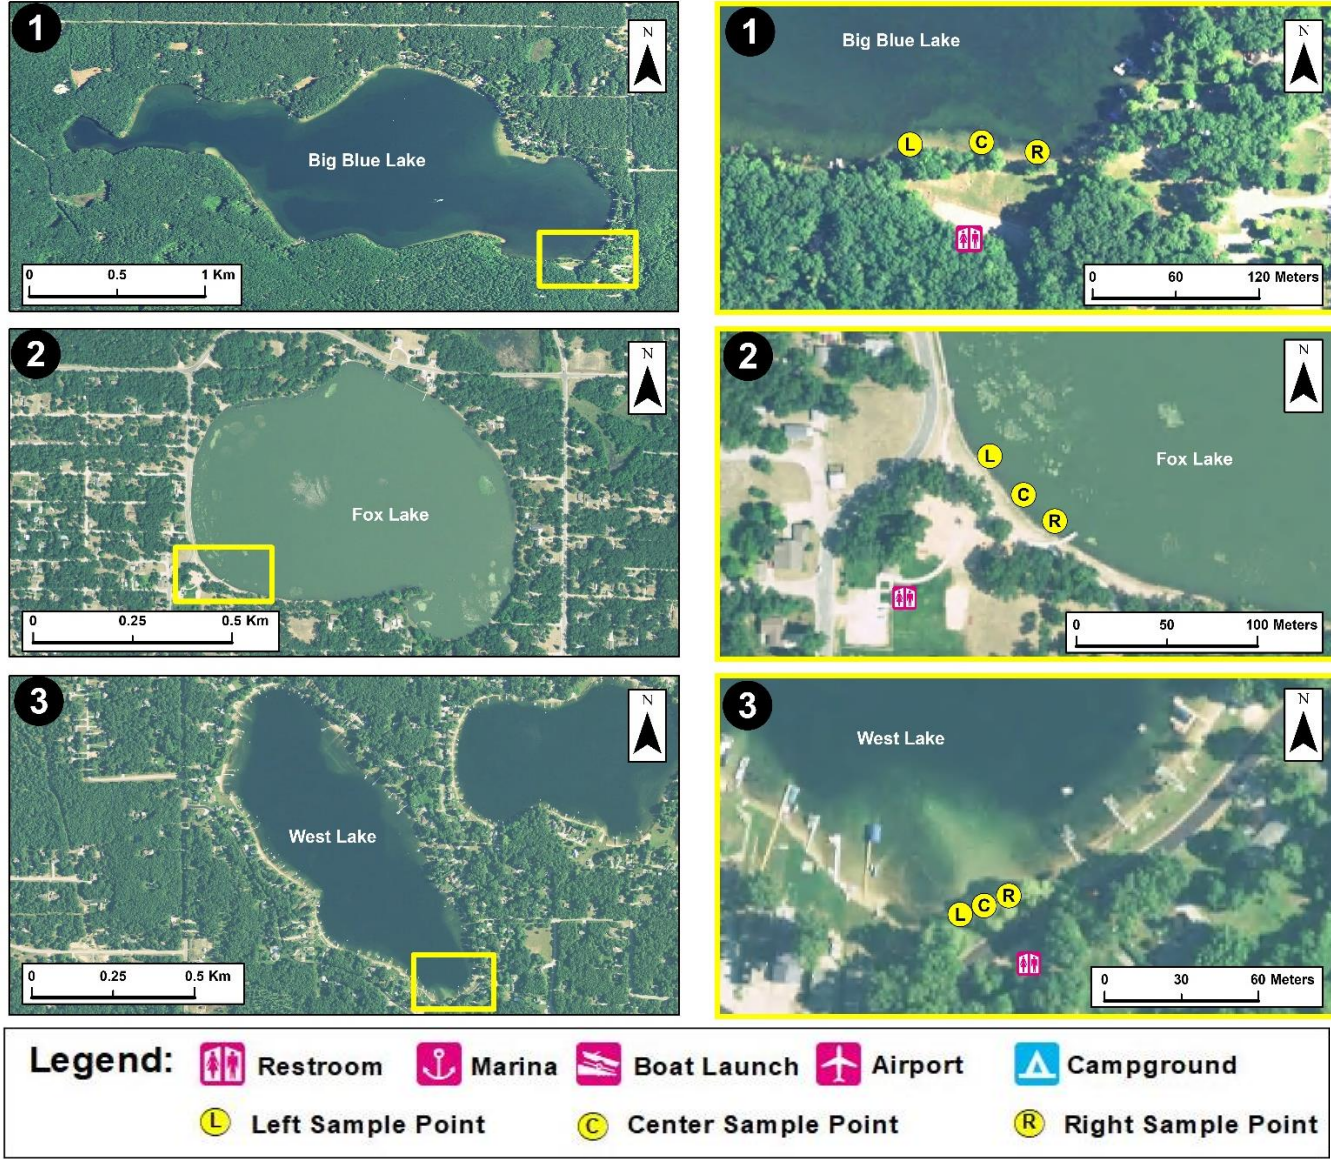 1
N
Big Blue Lake
0 0.5 1 Km
1
N
Big Blue Lake
L C R
0 60 120 Meters
2
N
Fox Lake
0 0.25 0.5 Km
2
N
Fox Lake
L
C
R
0 50 100 Meters
3
N
West Lake
0 0.25 0.5 Km
3
N
West Lake
L C R
0 30 60 Meters
Legend: Restroom Marina Boat Launch Airport Campground
L Left Sample Point C Center Sample Point R Right Sample Point